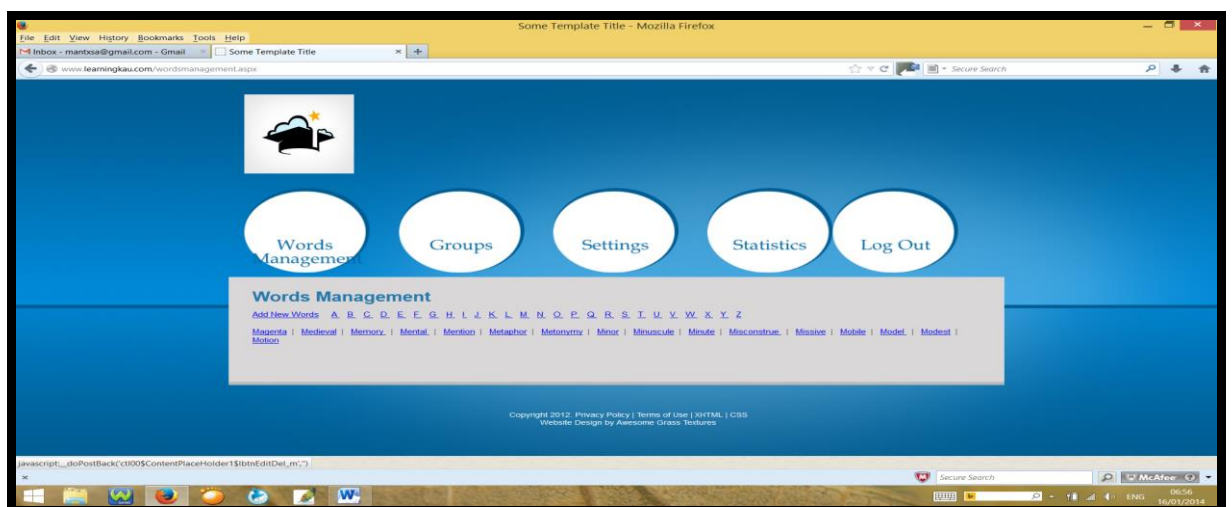 Some Template Title - Mozilla Firefox
File Edit View History Bookmarks Tools Help
Inbox - mantxsa@gmail.com - Gmail × Some Template Title × +
www.learningkau.com/wordsmanagement.aspx Secure Search
Words Management
Groups
Settings
Statistics
Log Out
Words Management
Add New Words A B C D E F G H I J K L M N O P Q R S T U V W X Y Z
Magenta | Medieval | Memory | Mental | Mention | Metaphor | Metonymy | Minor | Minuscule | Minute | Misconstrue | Missive | Mobile | Model | Modest |
Motion
Copyright 2012. Privacy Policy | Terms of Use | XHTML | CSS
Website Design by Awesome Grass Textures
javascript:__doPostBack('ctl00$ContentPlaceHolder1$lbtnEditDel_m','')
× Secure Search McAfee
ENG 06:56
16/01/2014